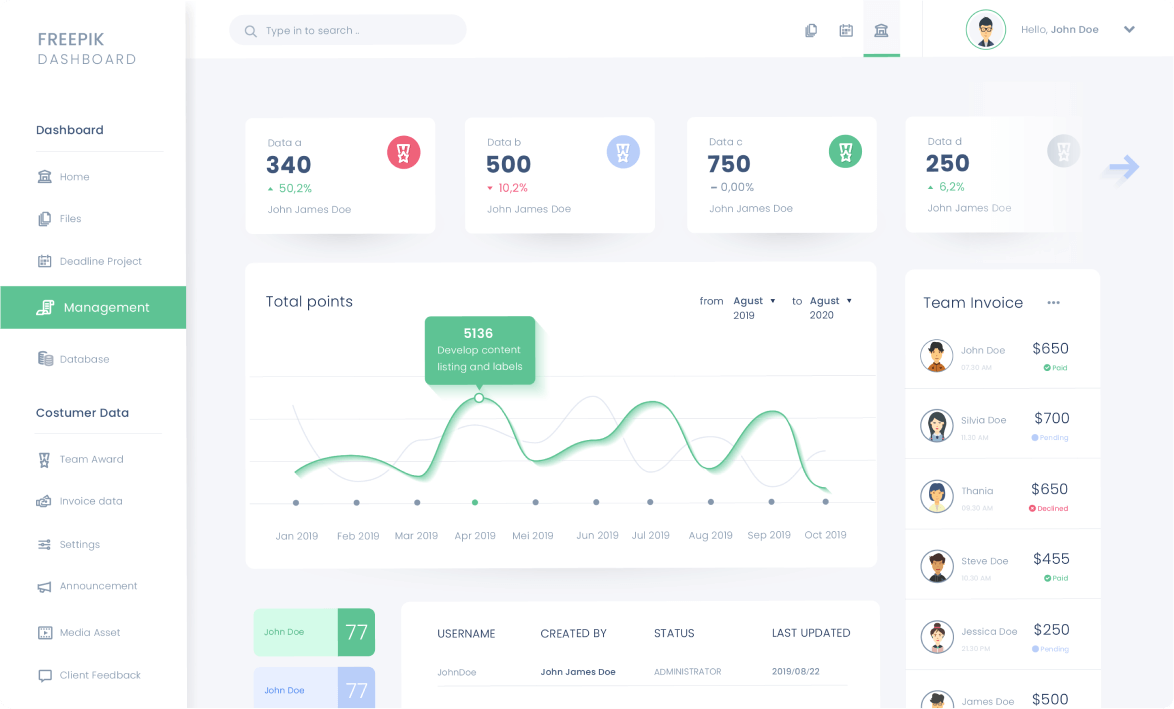 FREEPIK
DASHBOARD
Type in to search ..
Hello, John Doe
Dashboard
Home
Files
Deadline Project
Management
Database
Costumer Data
Team Award
Invoice data
Settings
Announcement
Media Asset
Client Feedback
Data a
340
50,2%
John James Doe
Data b
500
10,2%
John James Doe
Data c
750
0,00%
John James Doe
Data d
250
6,2%
John James Doe
Total points
from Agust 2019
to Agust 2020
5136
Develop content
listing and labels
Jan 2019 Feb 2019 Mar 2019 Apr 2019 Mei 2019 Jun 2019 Jul 2019 Aug 2019 Sep 2019 Oct 2019
Team Invoice
John Doe $650
07.30 AM Paid
Silvia Doe $700
11.30 AM Pending
Thania $650
08.30 AM Declined
Steve Doe $455
10.30 AM Paid
Jessica Doe $250
21.30 PM Pending
James Doe $500
John Doe 77
John Doe 77
USERNAME CREATED BY STATUS LAST UPDATED
JohnDoe John James Doe ADMINISTRATOR 2019/08/22